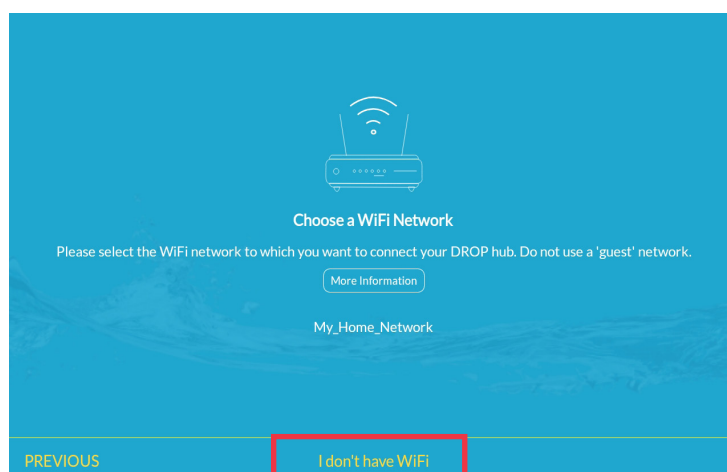 Choose a WiFi Network
Please select the WiFi network to which you want to connect your DROP hub. Do not use a 'guest' network.
More Information
My_Home_Network
PREVIOUS
I don't have WiFi